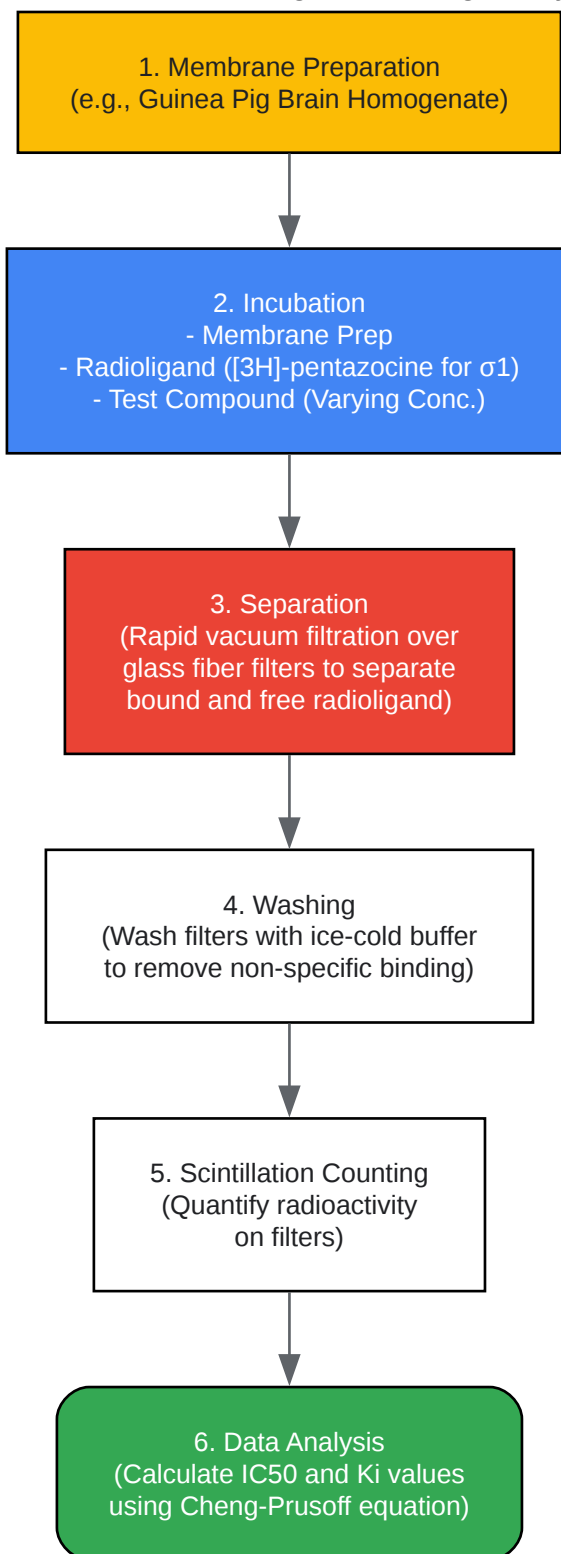 1. Membrane Preparation
(e.g., Guinea Pig Brain Homogenate)
2. Incubation
- Membrane Prep
- Radioligand ([3H]-pentazocine for σ1)
- Test Compound (Varying Conc.)
3. Separation
(Rapid vacuum filtration over
glass fiber filters to separate
bound and free radioligand)
4. Washing
(Wash filters with ice-cold buffer
to remove non-specific binding)
5. Scintillation Counting
(Quantify radioactivity
on filters)
6. Data Analysis
(Calculate IC50 and Ki values
using Cheng-Prusoff equation)